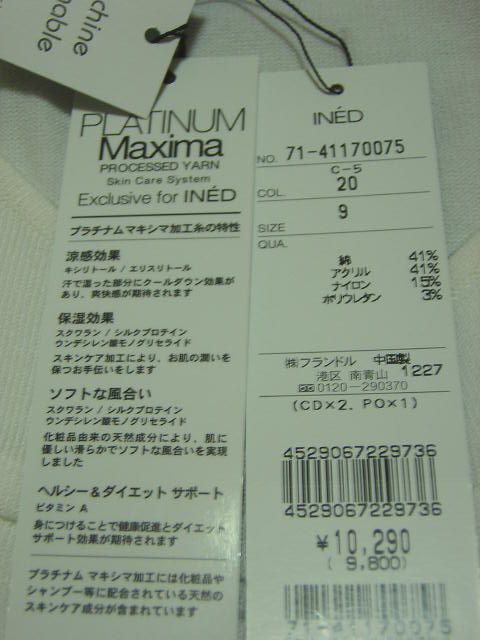 chine
nable
PLATINUM
Maxima
PROCESSED YARN
Skin Care System
Exclusive for INÉD
プラチナムマキシマ加工糸の特性
涼感効果
キシリトール / エリスリトール
汗で湿った部分にクールダウン効果が
あり、爽快感が期待されます
保湿効果
スクワラン / シルクプロテイン
ウンデシレン酸モノグリセライド
スキンケア加工により、お肌の潤いを
保つお手伝いをします
ソフトな風合い
スクワラン / シルクプロテイン
ウンデシレン酸モノグリセライド
化粧品由来の天然成分により、肌に
優しい滑らかでソフトな風合いを実現
しました
ヘルシー＆ダイエット サポート
ビタミン A
身につけることで健康促進とダイエット
サポート効果が期待されます
プラチナム マキシマ加工には化粧品や
シャンプー等に配合されている天然の
スキンケア成分が含まれています
INÉD
NO. 71-41170075
C-5
COL. 20
SIZE 9
QUA.
綿 41%
アクリル 41%
ナイロン 15%
ポリウレタン 3%
㈱フランドル 中国製
港区 南青山 1227
0120-290370
(CD×2. PO×1)
4529067229736
4529067229736
¥10,290
(9,800)
71-41170075